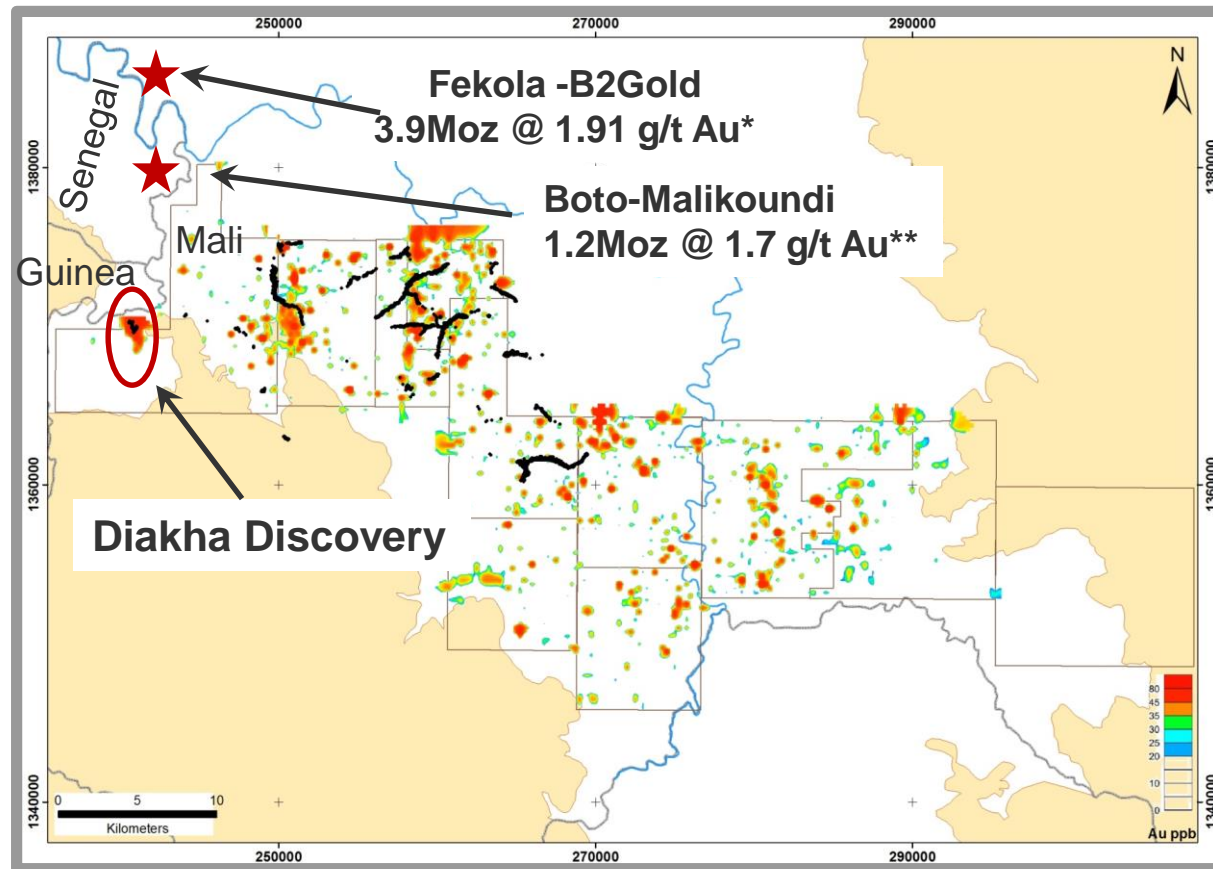 250000 270000 290000
N
Fekola -B2Gold
3.9Moz @ 1.91 g/t Au*
Senegal
1380000 1380000
Boto-Malikoundi
1.2Moz @ 1.7 g/t Au**
Mali
Guinea
1360000 1360000
Diakha Discovery
80
45
35
30
20
10
0
Au ppb
1340000 1340000
0 5 10
Kilometers
250000 270000 290000